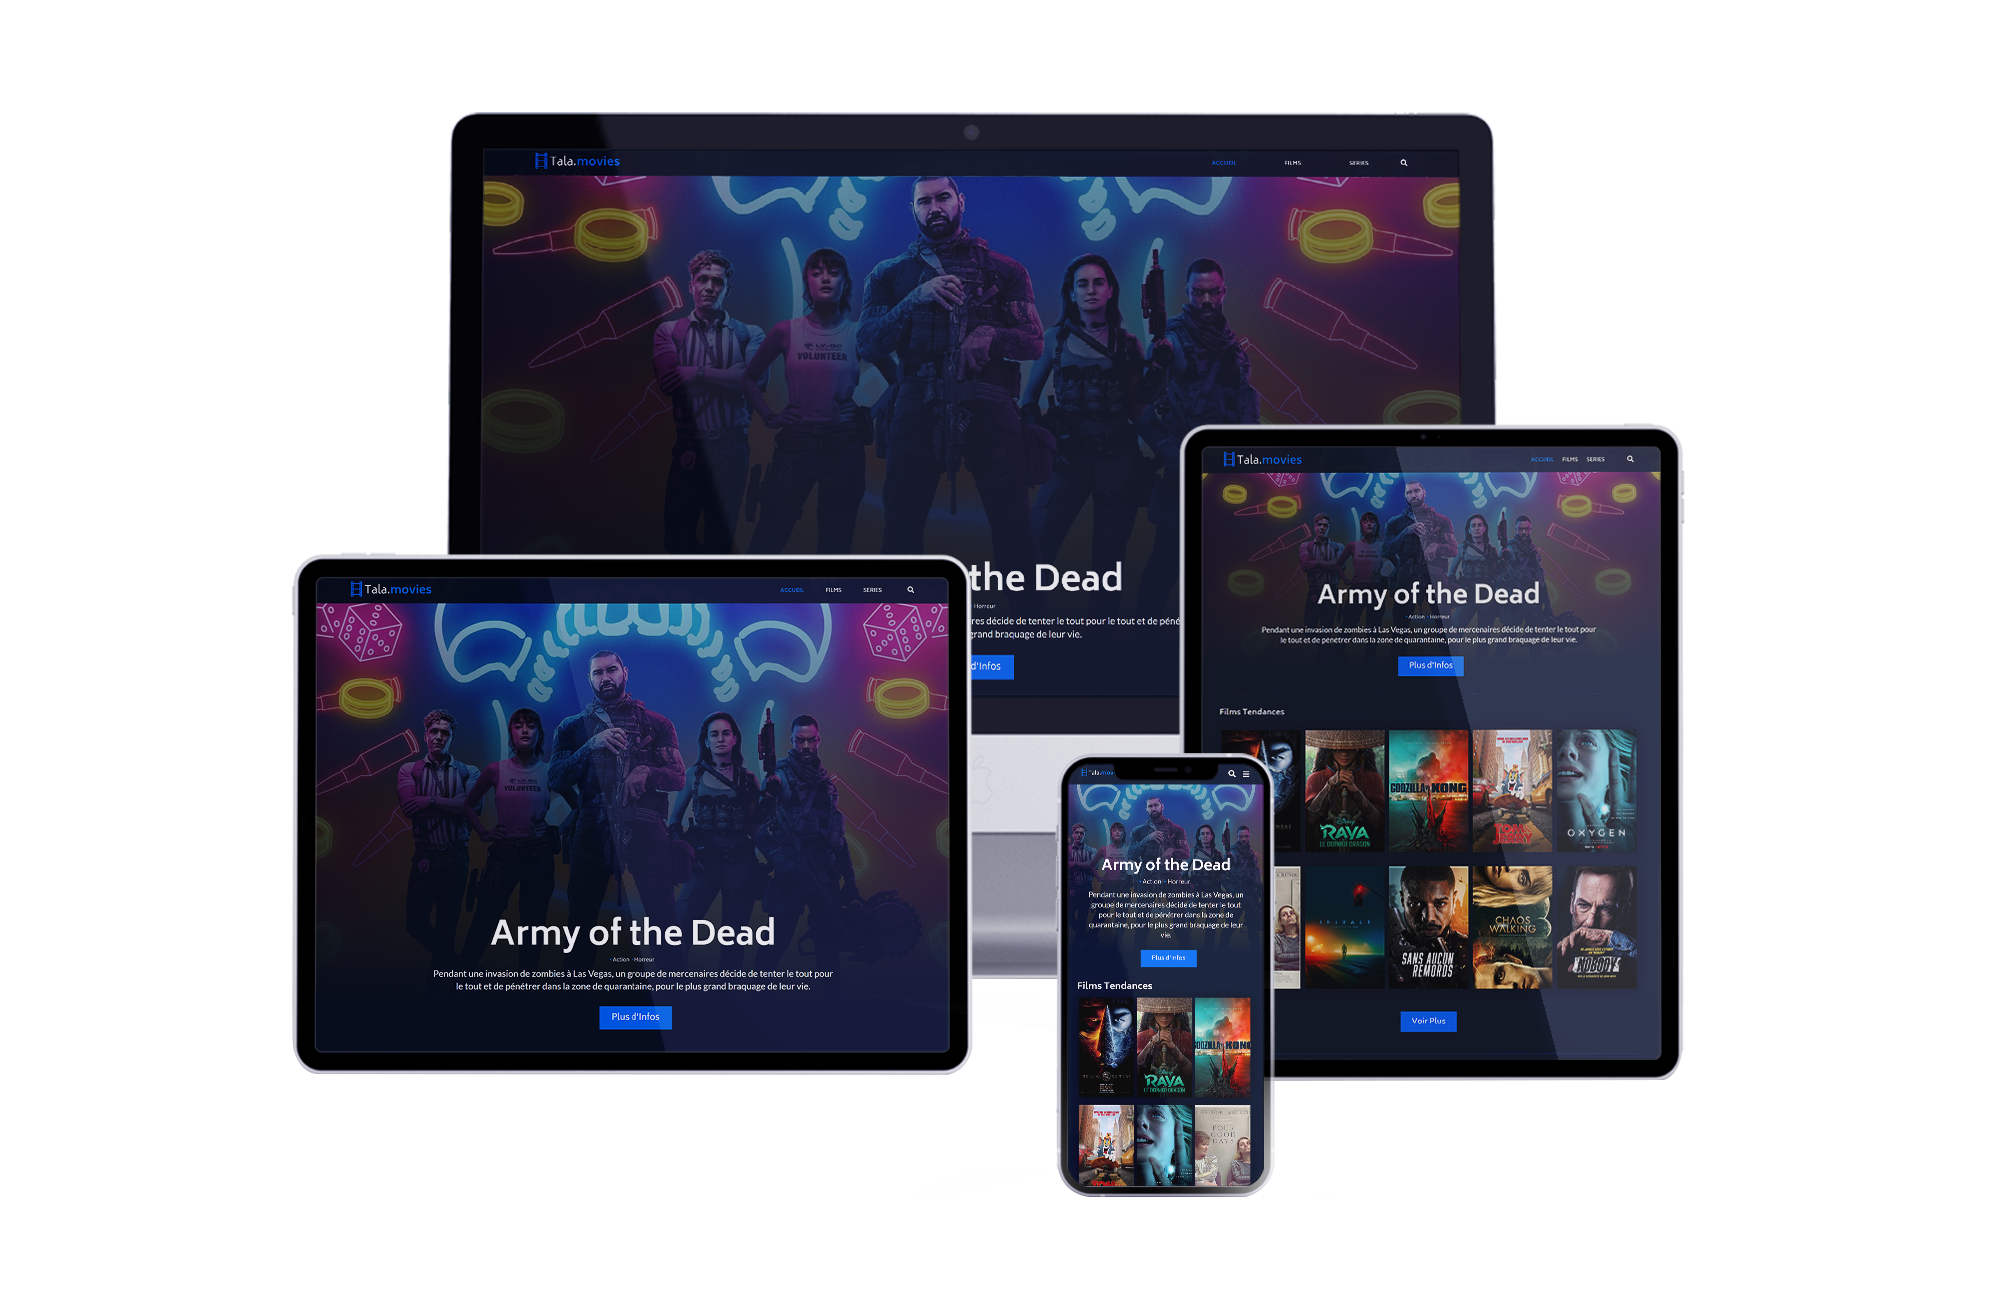 Tala.movies
ACCUEIL FILMS SERIES
VOLUNTEER
the Dead
Horreur
res décide de tenter le tout pour le tout et de péné
grand braquage de leur vie.
d'Infos
Tala.movies
ACCUEIL FILMS SERIES
VOLUNTEER
Army of the Dead
· Action · Horreur
Pendant une invasion de zombies à Las Vegas, un groupe de mercenaires décide de tenter le tout pour
le tout et de pénétrer dans la zone de quarantaine, pour le plus grand braquage de leur vie.
Plus d'Infos
Tala.movies
ACCUEIL FILMS SERIES
Army of the Dead
· Action · Horreur
Pendant une invasion de zombies à Las Vegas, un groupe de mercenaires décide de tenter le tout pour
le tout et de pénétrer dans la zone de quarantaine, pour le plus grand braquage de leur vie.
Plus d'Infos
Films Tendances
Disney
RAYA
LE DERNIER DRAGON
GODZILLA KONG
TOM JERRY
OXYGEN
SANS AUCUN
REMORDS
CHAOS
WALKING
NOBODY
Voir Plus
Tala.mov
Army of the Dead
· Action · Horreur
Pendant une invasion de zombies à Las Vegas, un
groupe de mercenaires décide de tenter le tout
pour le tout et de pénétrer dans la zone de
quarantaine, pour le plus grand braquage de leur
vie.
Plus d'Infos
Films Tendances
RAYA
LE DERNIER DRAGON
FOUR
GOOD
DAYS